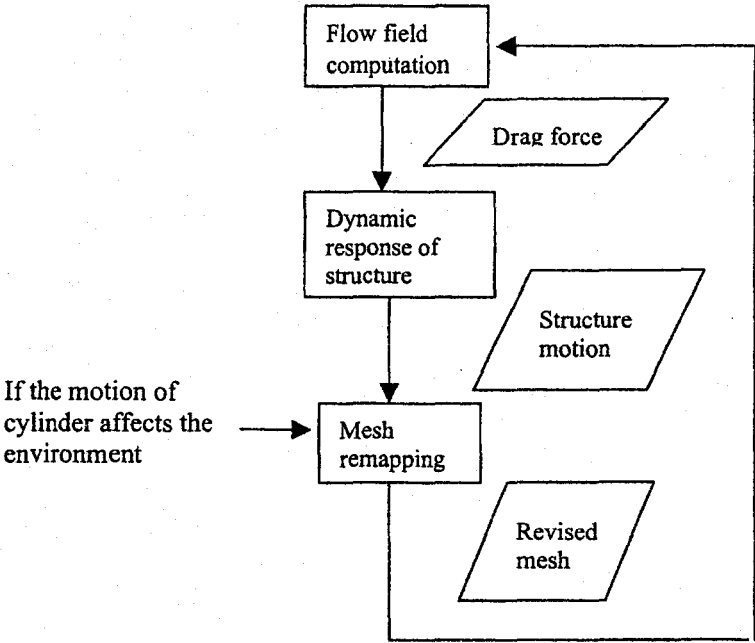 Flow field
computation
Drag force
Dynamic
response of
structure
Structure
motion
If the motion of
cylinder affects the
environment
Mesh
remapping
Revised
mesh